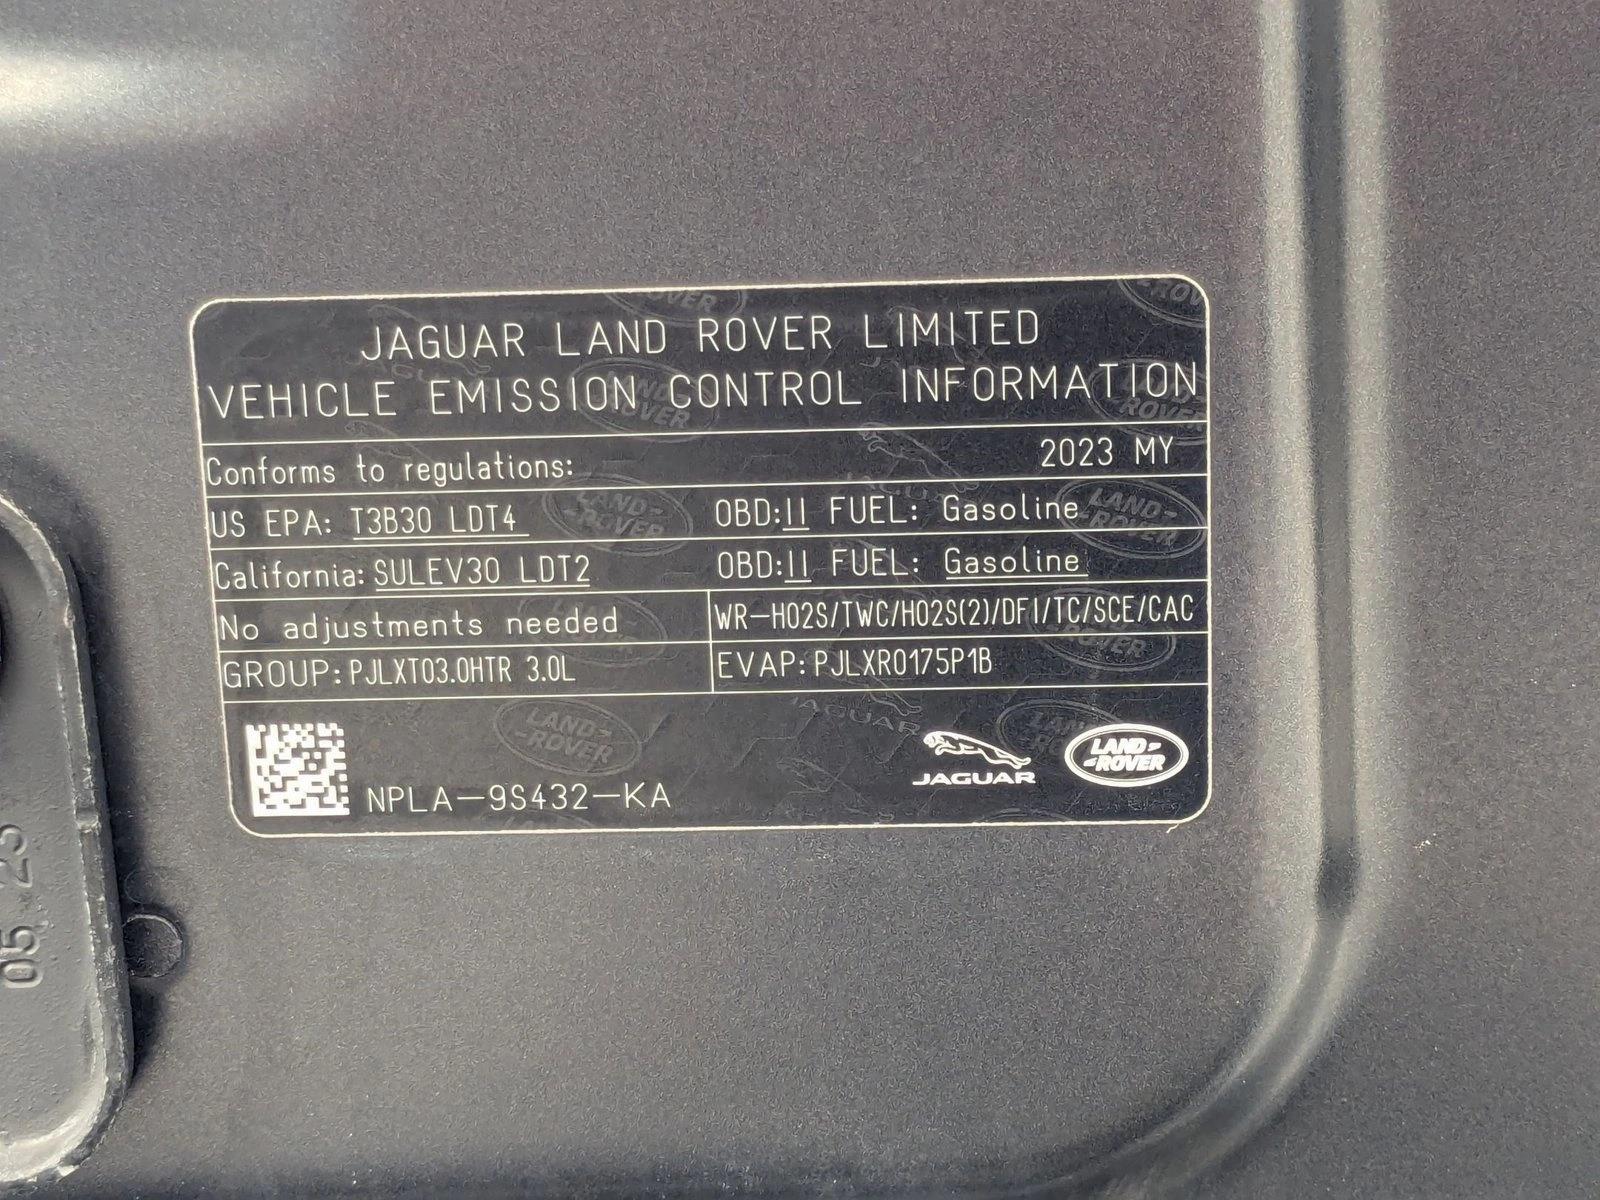 JAGUAR LAND ROVER LIMITED
VEHICLE EMISSION CONTROL INFORMATION
Conforms to regulations: 2023 MY
US EPA: T3B30 LDT4 OBD:II FUEL: Gasoline
California: SULEV30 LDT2 OBD:II FUEL: Gasoline
No adjustments needed WR-HO2S/TWC/HO2S(2)/DFI/TC/SCE/CAC
GROUP: PJLXT03.0HTR 3.0L EVAP: PJLXR0175P1B
NPLA-9S432-KA
JAGUAR
LAND-
-ROVER
05 23